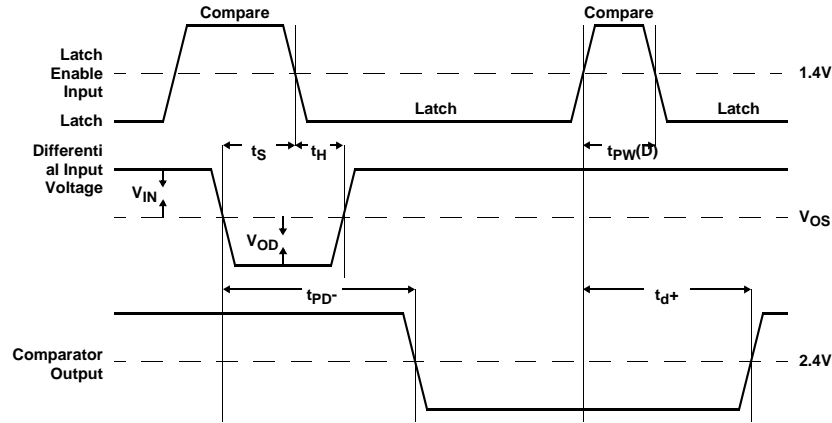 Compare
Compare
Latch
Enable
Input
1.4V
Latch
Latch
Latch
Differenti
al Input
Voltage
tS
tH
tPW(D)
VIN
VOS
VOD
tPD-
td+
Comparator
Output
2.4V